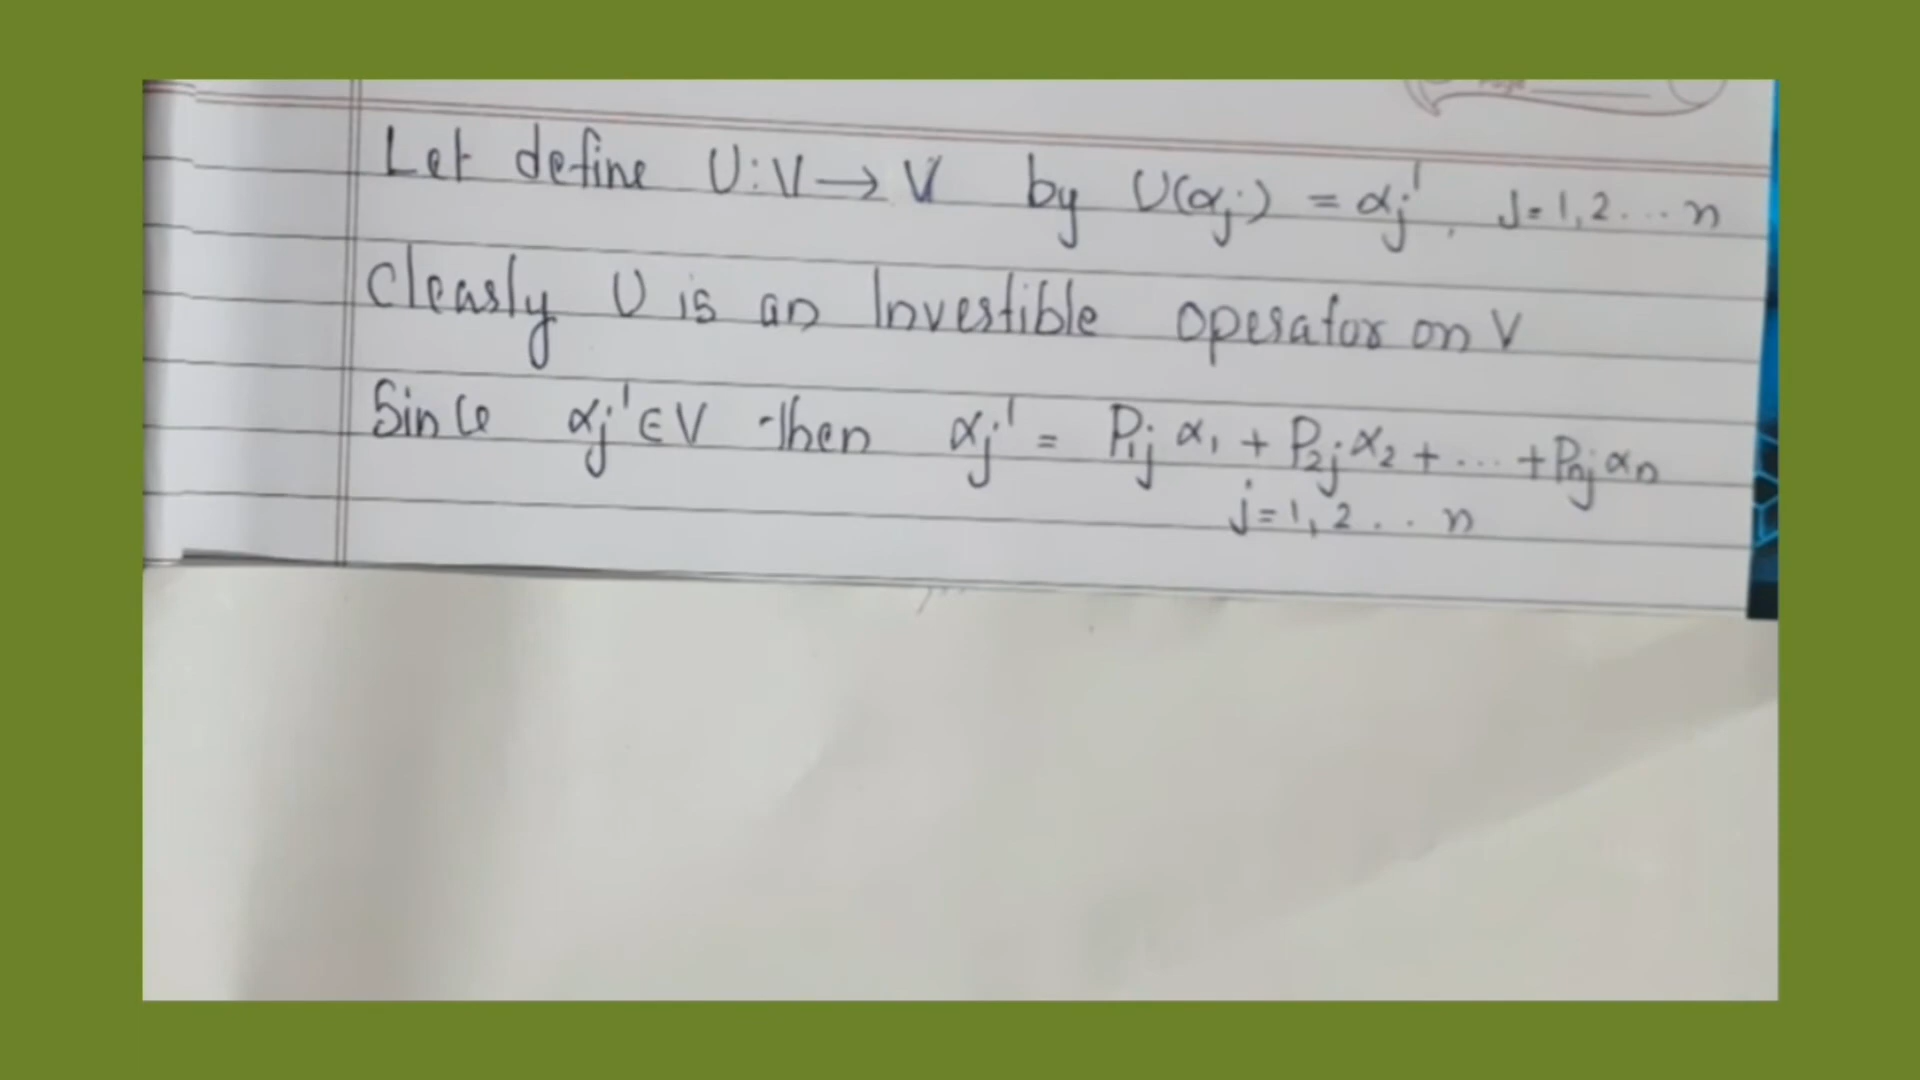 Let define U:V→V by U(αj) = αj', J=1,2...n
Clearly U is an Invertible operator on V
Since αj'∈V then αj' = P1j α1 + P2j α2 + ... + Pnj αn
j=1,2...n